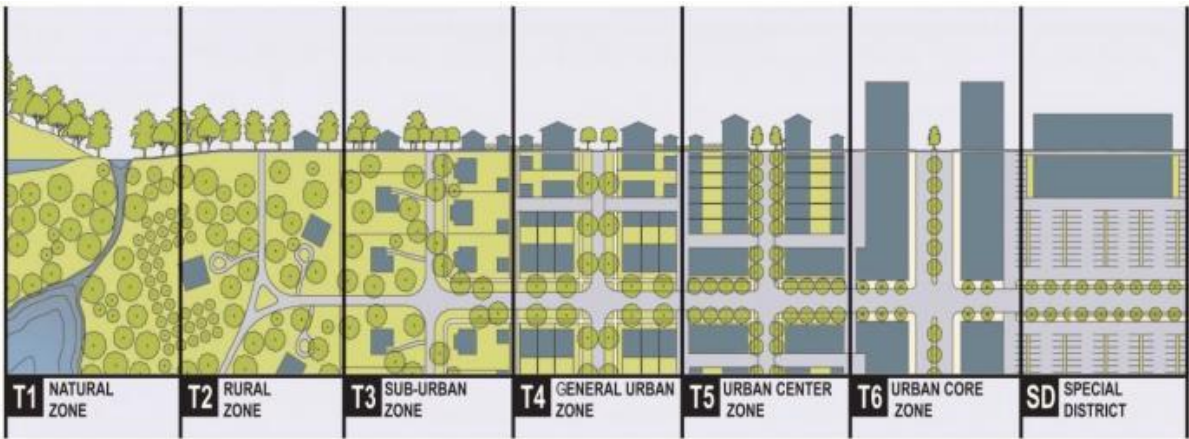 T1 NATURAL
ZONE
T2 RURAL
ZONE
T3 SUB-URBAN
ZONE
T4 GENERAL URBAN
ZONE
T5 URBAN CENTER
ZONE
T6 URBAN CORE
ZONE
SD SPECIAL
DISTRICT